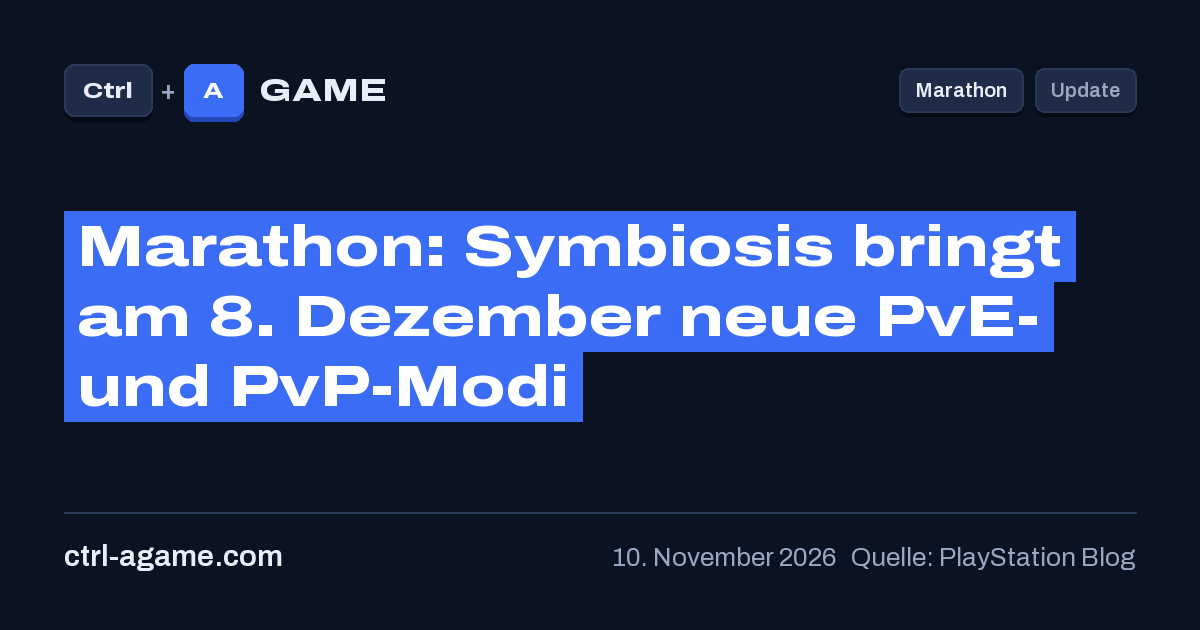 Ctrl + A GAME
Marathon Update
Marathon: Symbiosis bringt
am 8. Dezember neue PvE-
und PvP-Modi
ctrl-agame.com
10. November 2026 Quelle: PlayStation Blog